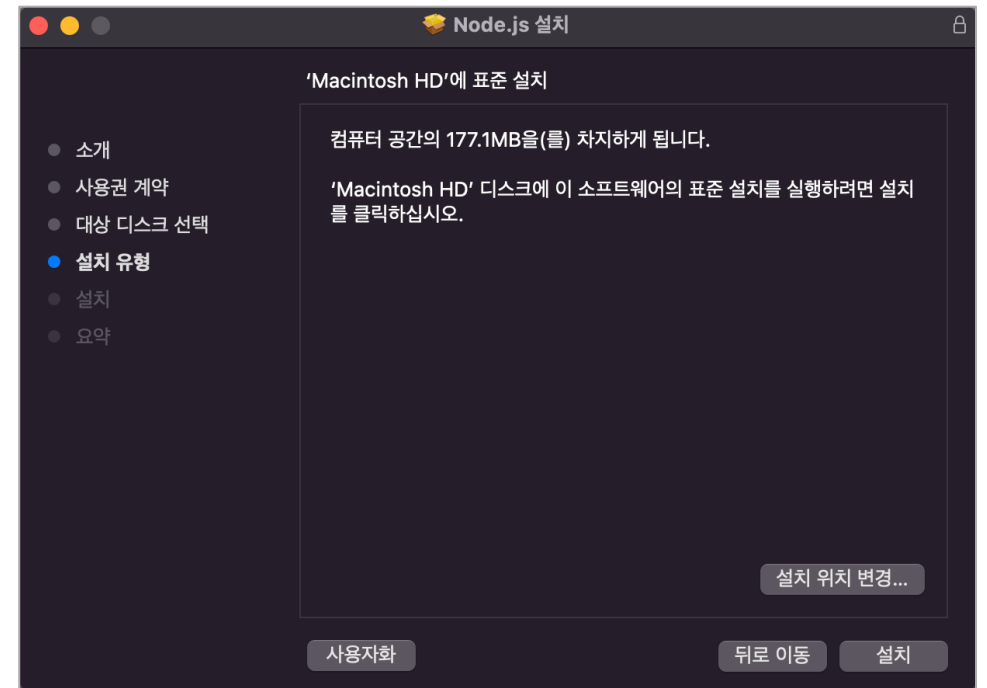 Node.js 설치
'Macintosh HD'에 표준 설치
소개
사용권 계약
대상 디스크 선택
설치 유형
설치
요약
컴퓨터 공간의 177.1MB을(를) 차지하게 됩니다.
'Macintosh HD' 디스크에 이 소프트웨어의 표준 설치를 실행하려면 설치
를 클릭하십시오.
설치 위치 변경...
사용자화
뒤로 이동
설치